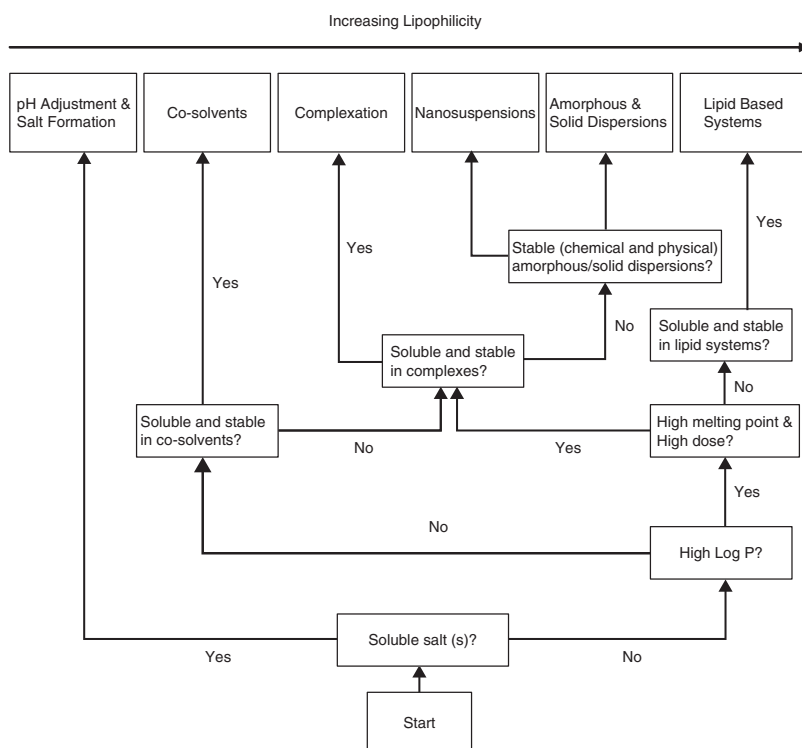 Increasing Lipophilicity
pH Adjustment &
Salt Formation
Co-solvents
Complexation
Nanosuspensions
Amorphous &
Solid Dispersions
Lipid Based
Systems
Yes
Stable (chemical and physical)
amorphous/solid dispersions?
Yes
Yes
No
Soluble and stable
in lipid systems?
Soluble and stable
in complexes?
No
Soluble and stable
in co-solvents?
No
Yes
High melting point &
High dose?
Yes
No
High Log P?
Soluble salt (s)?
Yes
No
Start